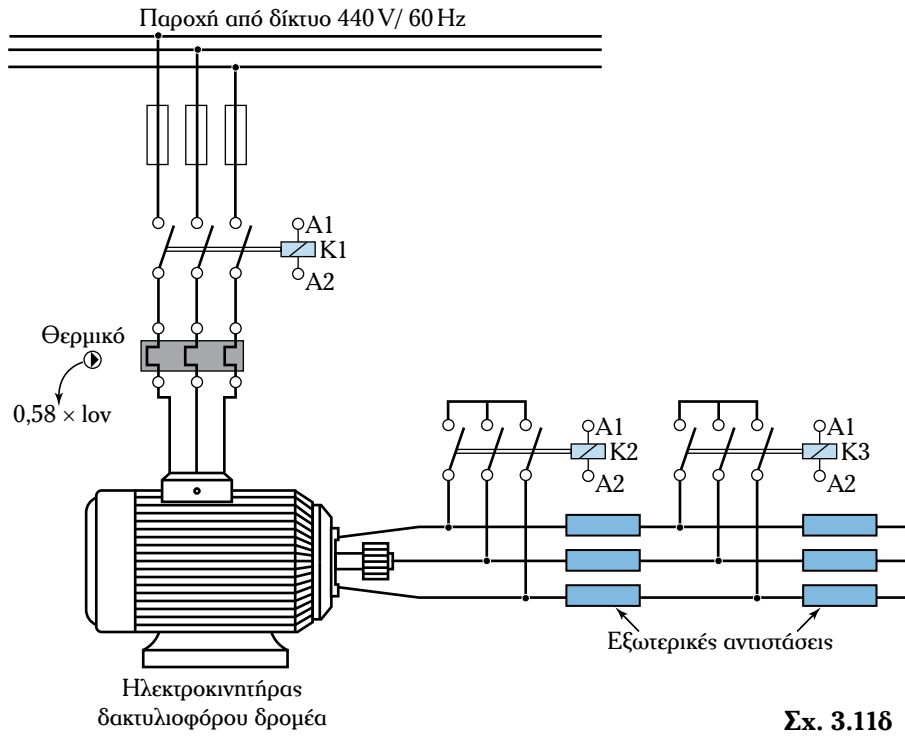 Παροχή από δίκτυο 440 V/ 60 Hz
A1
K1
A2
Θερμικό
0,58 × lov
A1
K2
A2
A1
K3
A2
Εξωτερικές αντιστάσεις
Ηλεκτροκινητήρας
δακτυλιοφόρου δρομέα
Σχ. 3.11δ